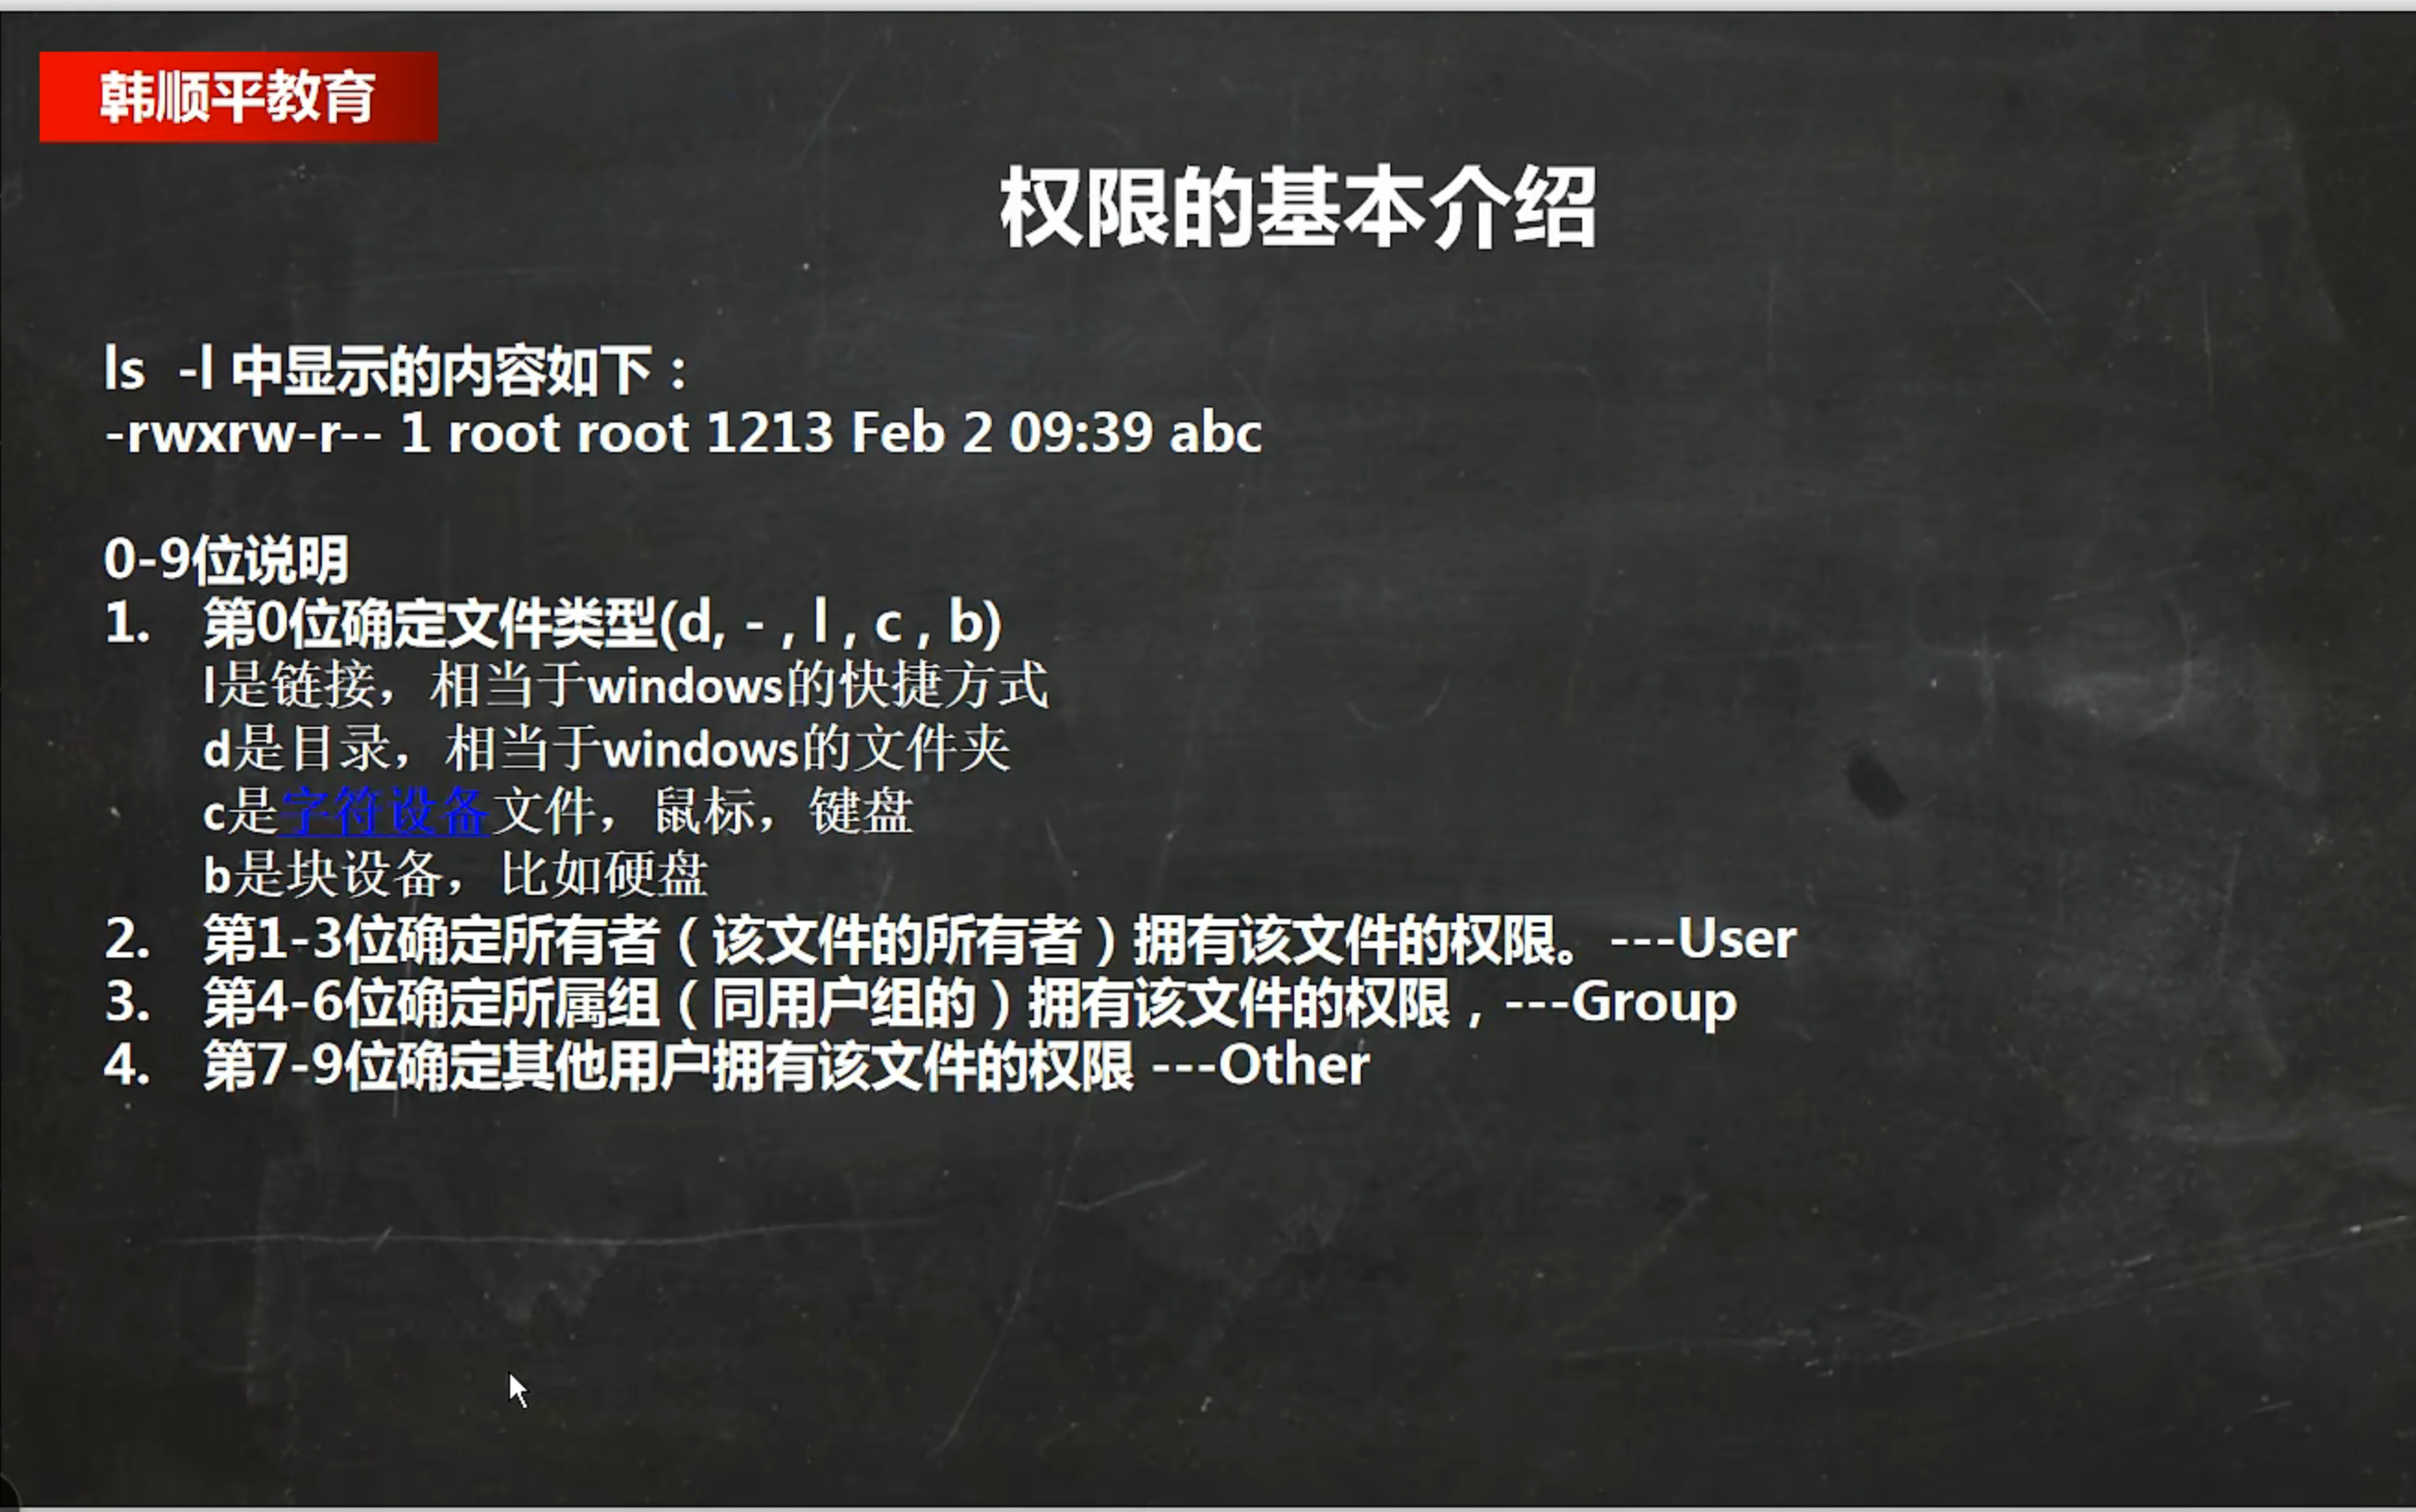 韩顺平教育
权限的基本介绍
ls -l 中显示的内容如下：
-rwxrw-r-- 1 root root 1213 Feb 2 09:39 abc
0-9位说明
1. 第0位确定文件类型(d, - , l , c , b)
l是链接，相当于windows的快捷方式
d是目录，相当于windows的文件夹
c是字符设备文件，鼠标，键盘
b是块设备，比如硬盘
2. 第1-3位确定所有者（该文件的所有者）拥有该文件的权限。---User
3. 第4-6位确定所属组（同用户组的）拥有该文件的权限，---Group
4. 第7-9位确定其他用户拥有该文件的权限 ---Other